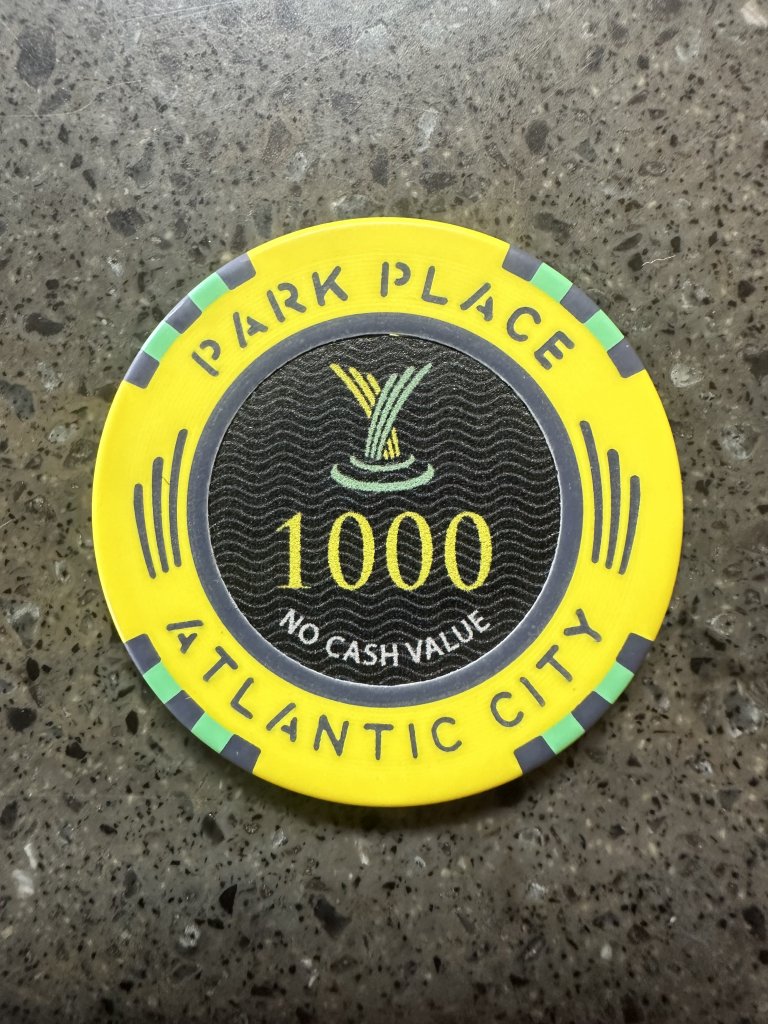 PARK PLACE
1000
NO CASH VALUE
ATLANTIC CITY